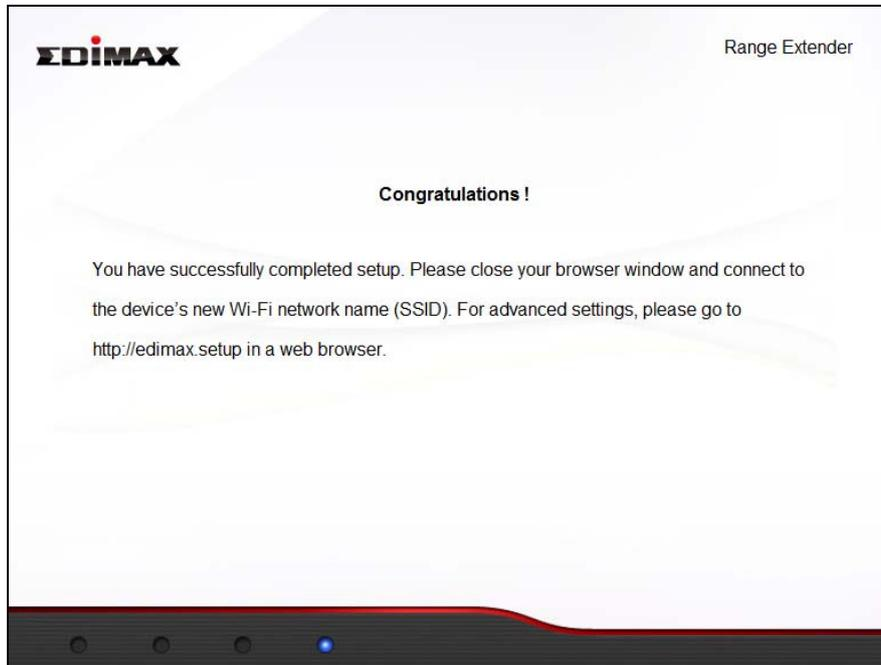 EDIMAX
Range Extender
Congratulations !
You have successfully completed setup. Please close your browser window and connect to
the device’s new Wi-Fi network name (SSID). For advanced settings, please go to
http://edimax.setup in a web browser.